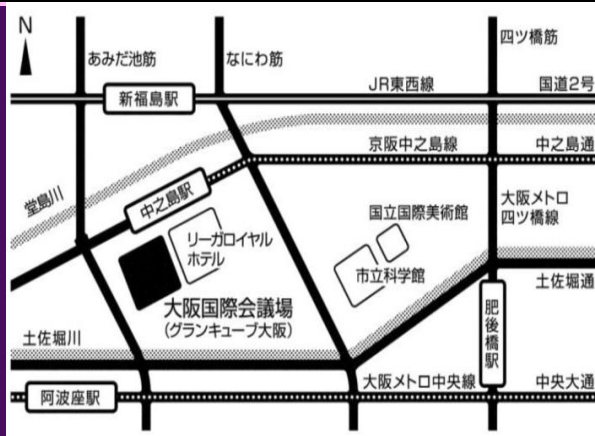 N
あみだ池筋
なにわ筋
四ツ橋筋
JR東西線
国道2号
新福島駅
京阪中之島線
中之島通
堂島川
中之島駅
大阪メトロ
四ツ橋線
国立国際美術館
リーガロイヤル
ホテル
市立科学館
土佐堀通
大阪国際会議場
(グランキューブ大阪)
肥後橋駅
土佐堀川
大阪メトロ中央線
中央大通
阿波座駅